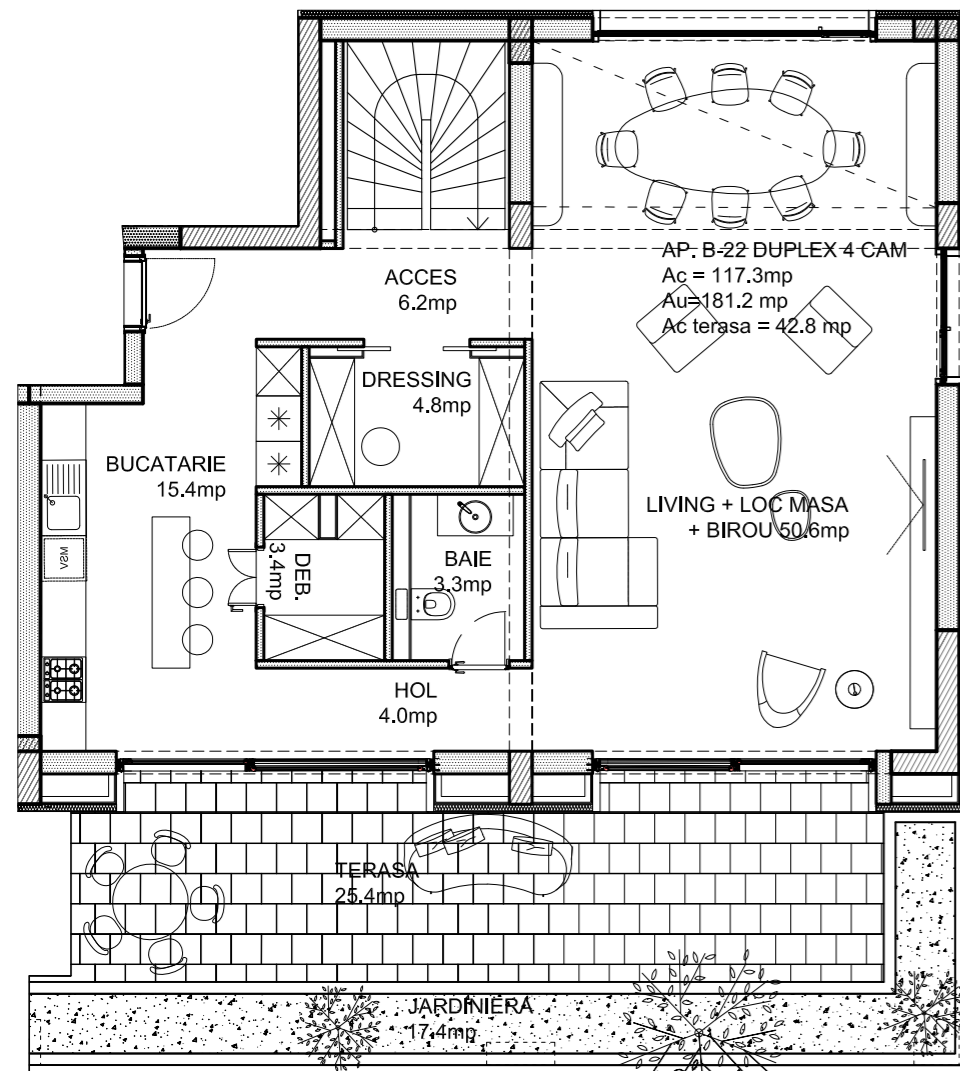 AP. B-22 DUPLEX 4 CAM
Ac = 117.3mp
Au=181.2 mp
Ac terasa = 42.8 mp
ACCES
6.2mp
DRESSING
4.8mp
BUCATARIE
15.4mp
LIVING + LOC MASA
+ BIROU 50.6mp
MSV
DEB.
3.4mp
BAIE
3.3mp
HOL
4.0mp
TERASA
25.4mp
JARDINIERA
17.4mp